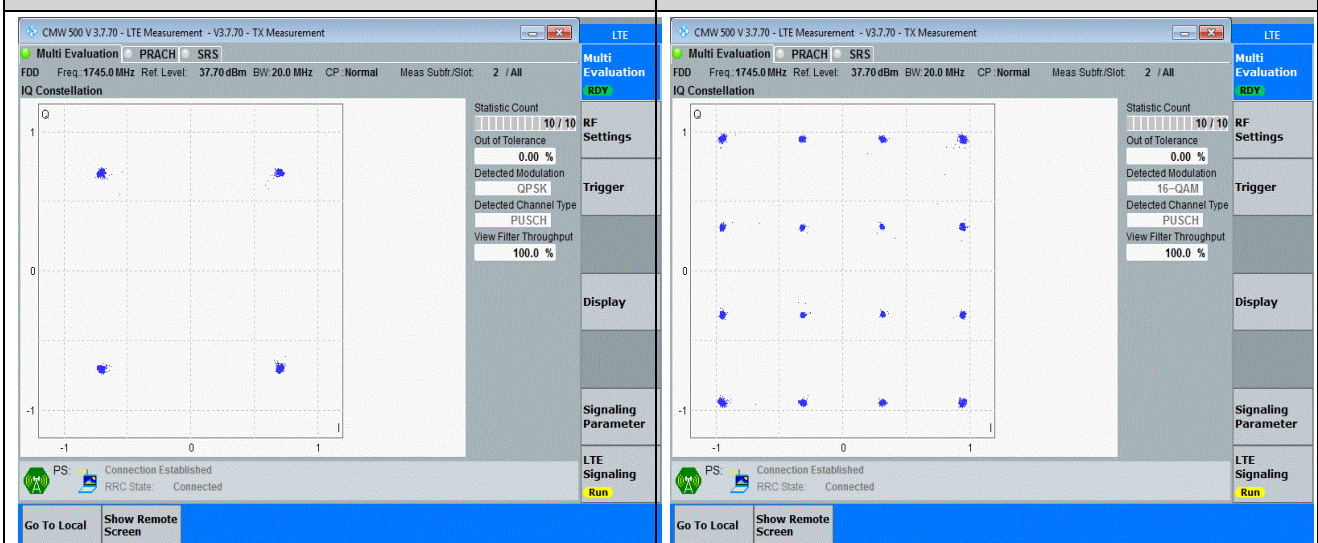 CMW 500 V 3.7.70 - LTE Measurement - V3.7.70 - TX Measurement
LTE
Multi Evaluation PRACH SRS
Multi
Evaluation
RDY
FDD Freq.: 1745.0 MHz Ref. Level: 37.70 dBm BW: 20.0 MHz CP : Normal Meas Subfr./Slot: 2 / All
IQ Constellation
Q
1
0
-1
-1
0
1
I
Statistic Count
10 / 10
Out of Tolerance
0.00 %
Detected Modulation
QPSK
Detected Channel Type
PUSCH
View Filter Throughput
100.0 %
RF
Settings
Trigger
Display
Signaling
Parameter
LTE
Signaling
Run
PS: Connection Established
RRC State: Connected
Go To Local
Show Remote
Screen
CMW 500 V 3.7.70 - LTE Measurement - V3.7.70 - TX Measurement
LTE
Multi Evaluation PRACH SRS
Multi
Evaluation
RDY
FDD Freq.: 1745.0 MHz Ref. Level: 37.70 dBm BW: 20.0 MHz CP : Normal Meas Subfr./Slot: 2 / All
IQ Constellation
Q
1
0
-1
-1
0
1
I
Statistic Count
10 / 10
Out of Tolerance
0.00 %
Detected Modulation
16-QAM
Detected Channel Type
PUSCH
View Filter Throughput
100.0 %
RF
Settings
Trigger
Display
Signaling
Parameter
LTE
Signaling
Run
PS: Connection Established
RRC State: Connected
Go To Local
Show Remote
Screen